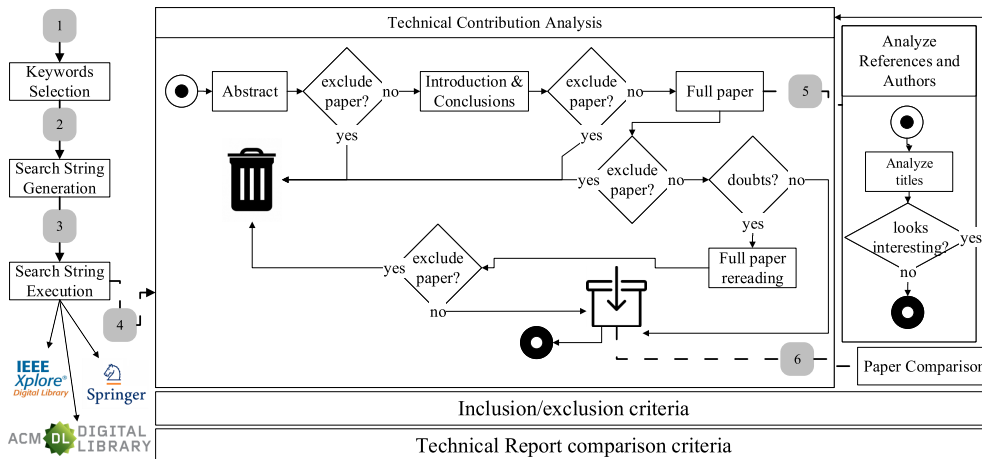 1
Keywords
Selection
2
Search String
Generation
3
Search String
Execution
4
IEEE
Xplore®
Digital Library
Springer
ACM DL DIGITAL
LIBRARY
Technical Contribution Analysis
Abstract
exclude
paper?
no
yes
Introduction &
Conclusions
exclude
paper?
no
yes
Full paper
5
exclude
paper?
yes
no
doubts?
no
yes
Full paper
rereading
exclude
paper?
yes
no
6
Analyze
References and
Authors
Analyze
titles
looks
interesting?
yes
no
Paper Comparison
Inclusion/exclusion criteria
Technical Report comparison criteria